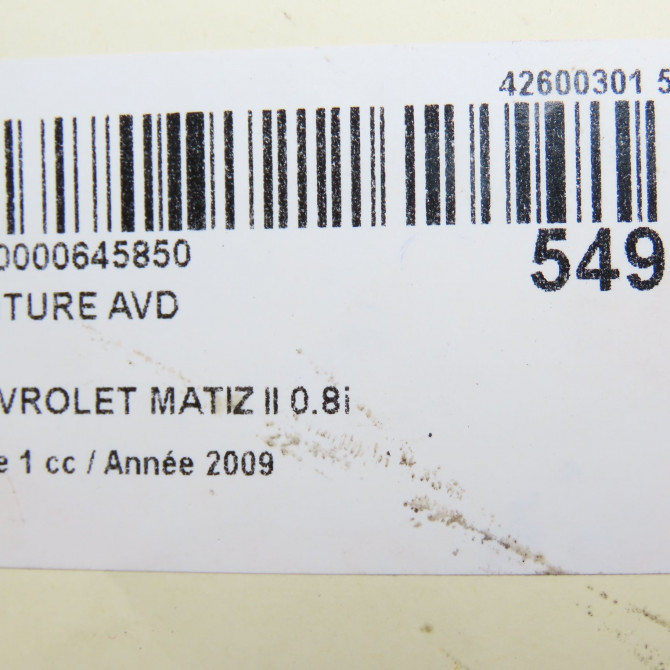 42600301 5
0000645850
549
TURE AVD
VROLET MATIZ II 0.8i
e 1 cc / Année 2009